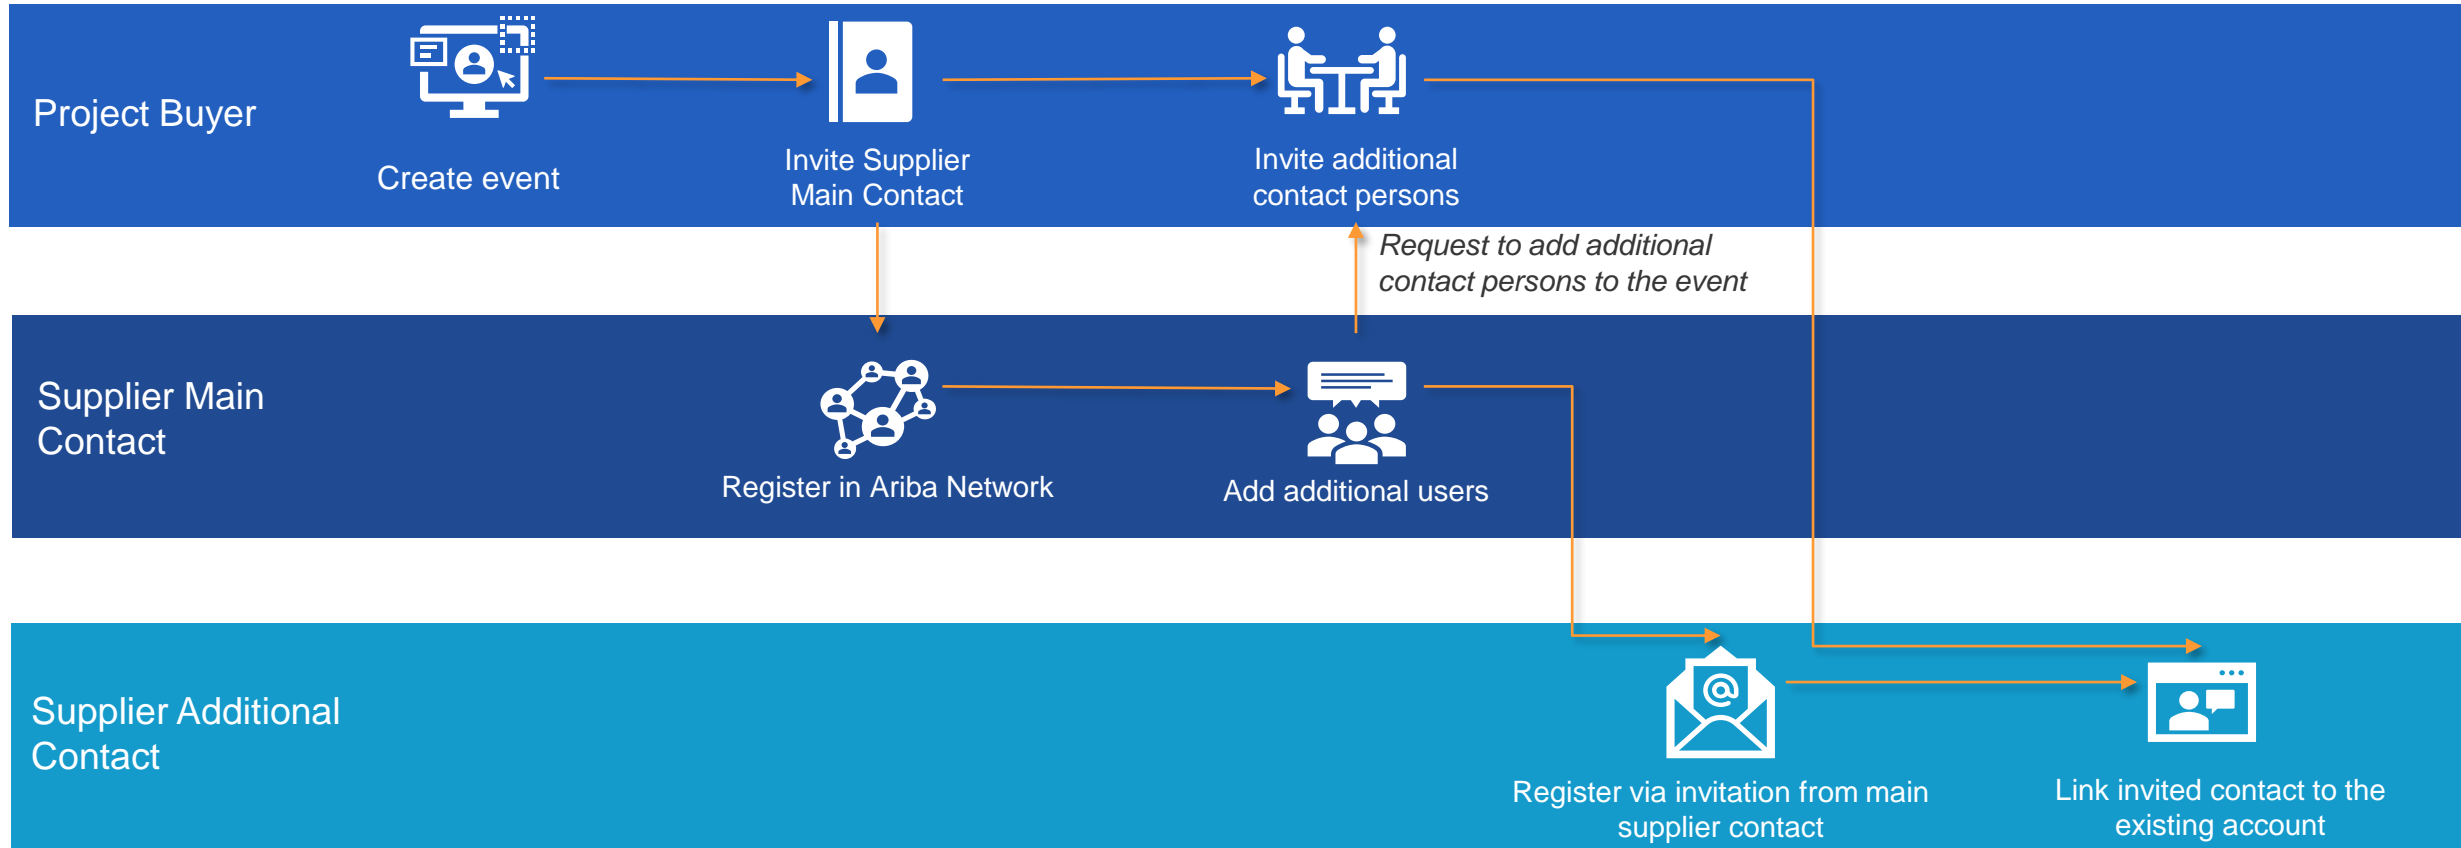 Project Buyer
Create event
Invite Supplier
Main Contact
Invite additional
contact persons
Request to add additional
contact persons to the event
Supplier Main
Contact
Register in Ariba Network
Add additional users
Supplier Additional
Contact
@
Register via invitation from main
supplier contact
Link invited contact to the
existing account